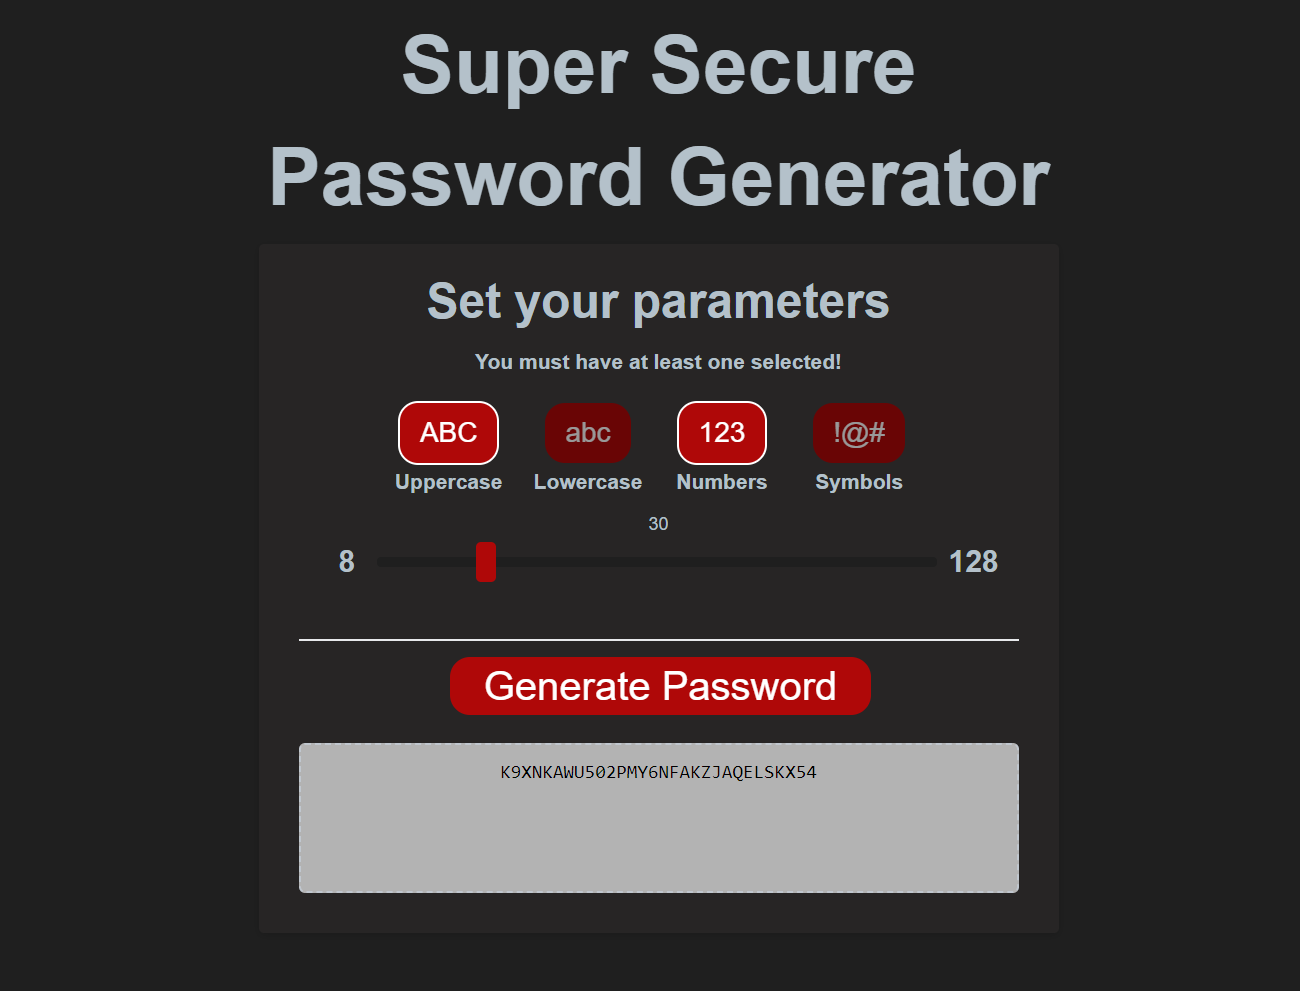 Super Secure
Password Generator
Set your parameters
You must have at least one selected!
ABC abc 123 !@#
Uppercase Lowercase Numbers Symbols
30
8 128
Generate Password
K9XNKAWU502PMY6NFAKZJAQELSKX54